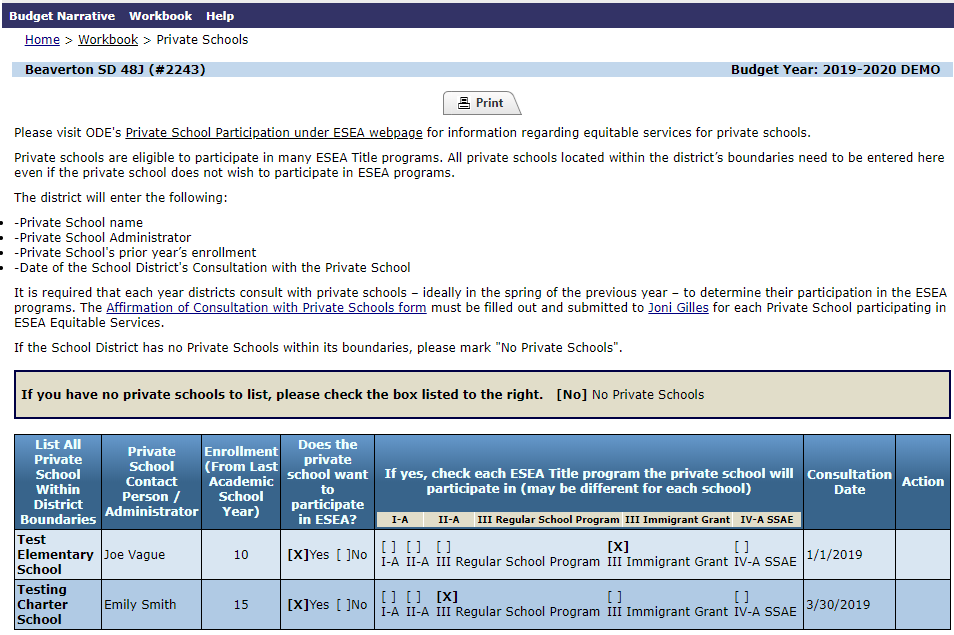 Budget Narrative Workbook Help
Home > Workbook > Private Schools
Beaverton SD 48J (#2243) Budget Year: 2019-2020 DEMO
Print
Please visit ODE's Private School Participation under ESEA webpage for information regarding equitable services for private schools.
Private schools are eligible to participate in many ESEA Title programs. All private schools located within the district's boundaries need to be entered here
even if the private school does not wish to participate in ESEA programs.
The district will enter the following:
-Private School name
-Private School Administrator
-Private School's prior year's enrollment
-Date of the School District's Consultation with the Private School
It is required that each year districts consult with private schools – ideally in the spring of the previous year – to determine their participation in the ESEA
programs. The Affirmation of Consultation with Private Schools form must be filled out and submitted to Joni Gilles for each Private School participating in
ESEA Equitable Services.
If the School District has no Private Schools within its boundaries, please mark "No Private Schools".
If you have no private schools to list, please check the box listed to the right. [No] No Private Schools
List All
Private
School
Within
District
Boundaries
Private
School
Contact
Person /
Administrator
Enrollment
(From Last
Academic
School
Year)
Does the
private
school want
to
participate
in ESEA?
If yes, check each ESEA Title program the private school will
participate in (may be different for each school)
I-A II-A III Regular School Program III Immigrant Grant IV-A SSAE
Consultation
Date
Action
Test
Elementary
School
Joe Vague
10
[X]Yes [ ]No
[ ] [ ] [ ] [X] [ ]
I-A II-A III Regular School Program III Immigrant Grant IV-A SSAE
1/1/2019
Testing
Charter
School
Emily Smith
15
[X]Yes [ ]No
[ ] [ ] [X] [ ] [ ]
I-A II-A III Regular School Program III Immigrant Grant IV-A SSAE
3/30/2019